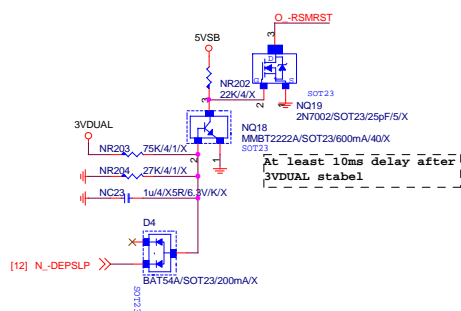 O_-RSMRST
5VSB
3
D
G
S
SOT23
NR202
22K/4/X
2
NQ19
2N7002/SOT23/25pF/5/X
3
NQ18
MMBT2222A/SOT23/600mA/40/X
SOT23
3VDUAL
2
1
NR203
75K/4/1/X
At least 10ms delay after
3VDUAL stabel
NR204
27K/4/1/X
NC23
1u/4/X5R/6.3V/K/X
D4
[12] N_-DEPSLP
BAT54A/SOT23/200mA/X
SOT23